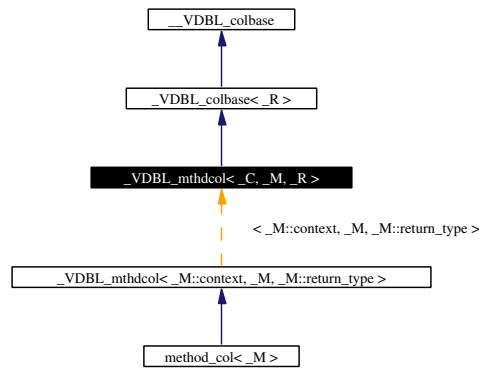 __VDBL_colbase
_VDBL_colbase< _R >
_VDBL_mthdcol< _C, _M, _R >
< _M::context, _M, _M::return_type >
_VDBL_mthdcol< _M::context, _M, _M::return_type >
method_col< _M >